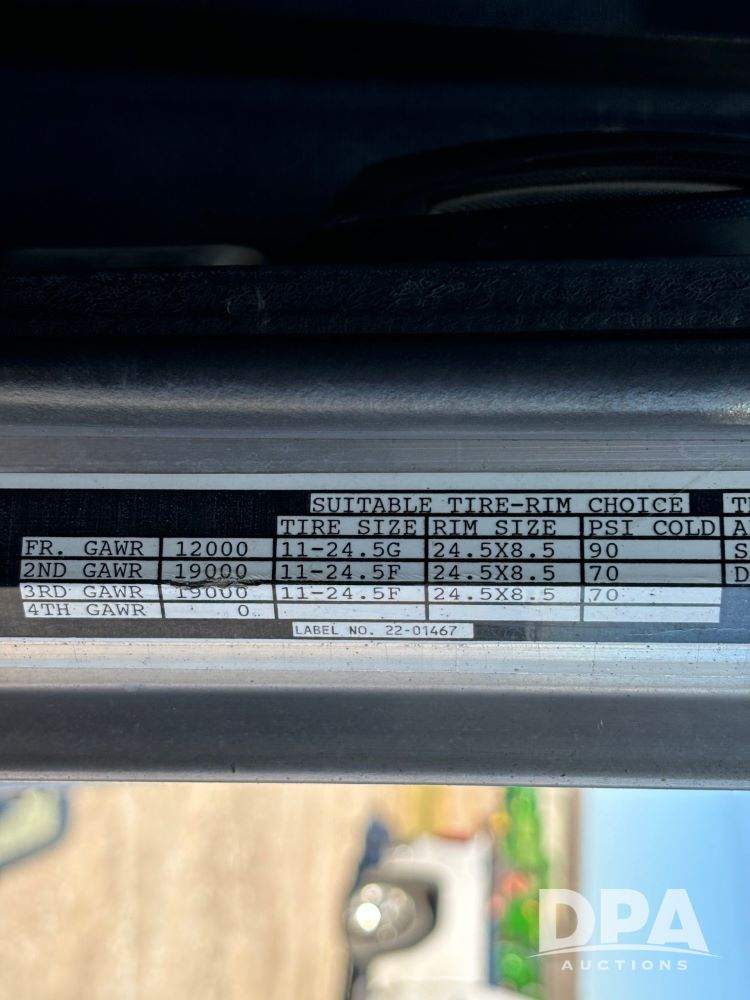 SUITABLE TIRE-RIM CHOICE
TIRE SIZE RIM SIZE PSI COLD
FR. GAWR 12000 11-24.5G 24.5X8.5 90
2ND GAWR 19000 11-24.5F 24.5X8.5 70
3RD GAWR 19000 11-24.5F 24.5X8.5 70
4TH GAWR 0
LABEL NO. 22-01467
DPA
AUCTIONS